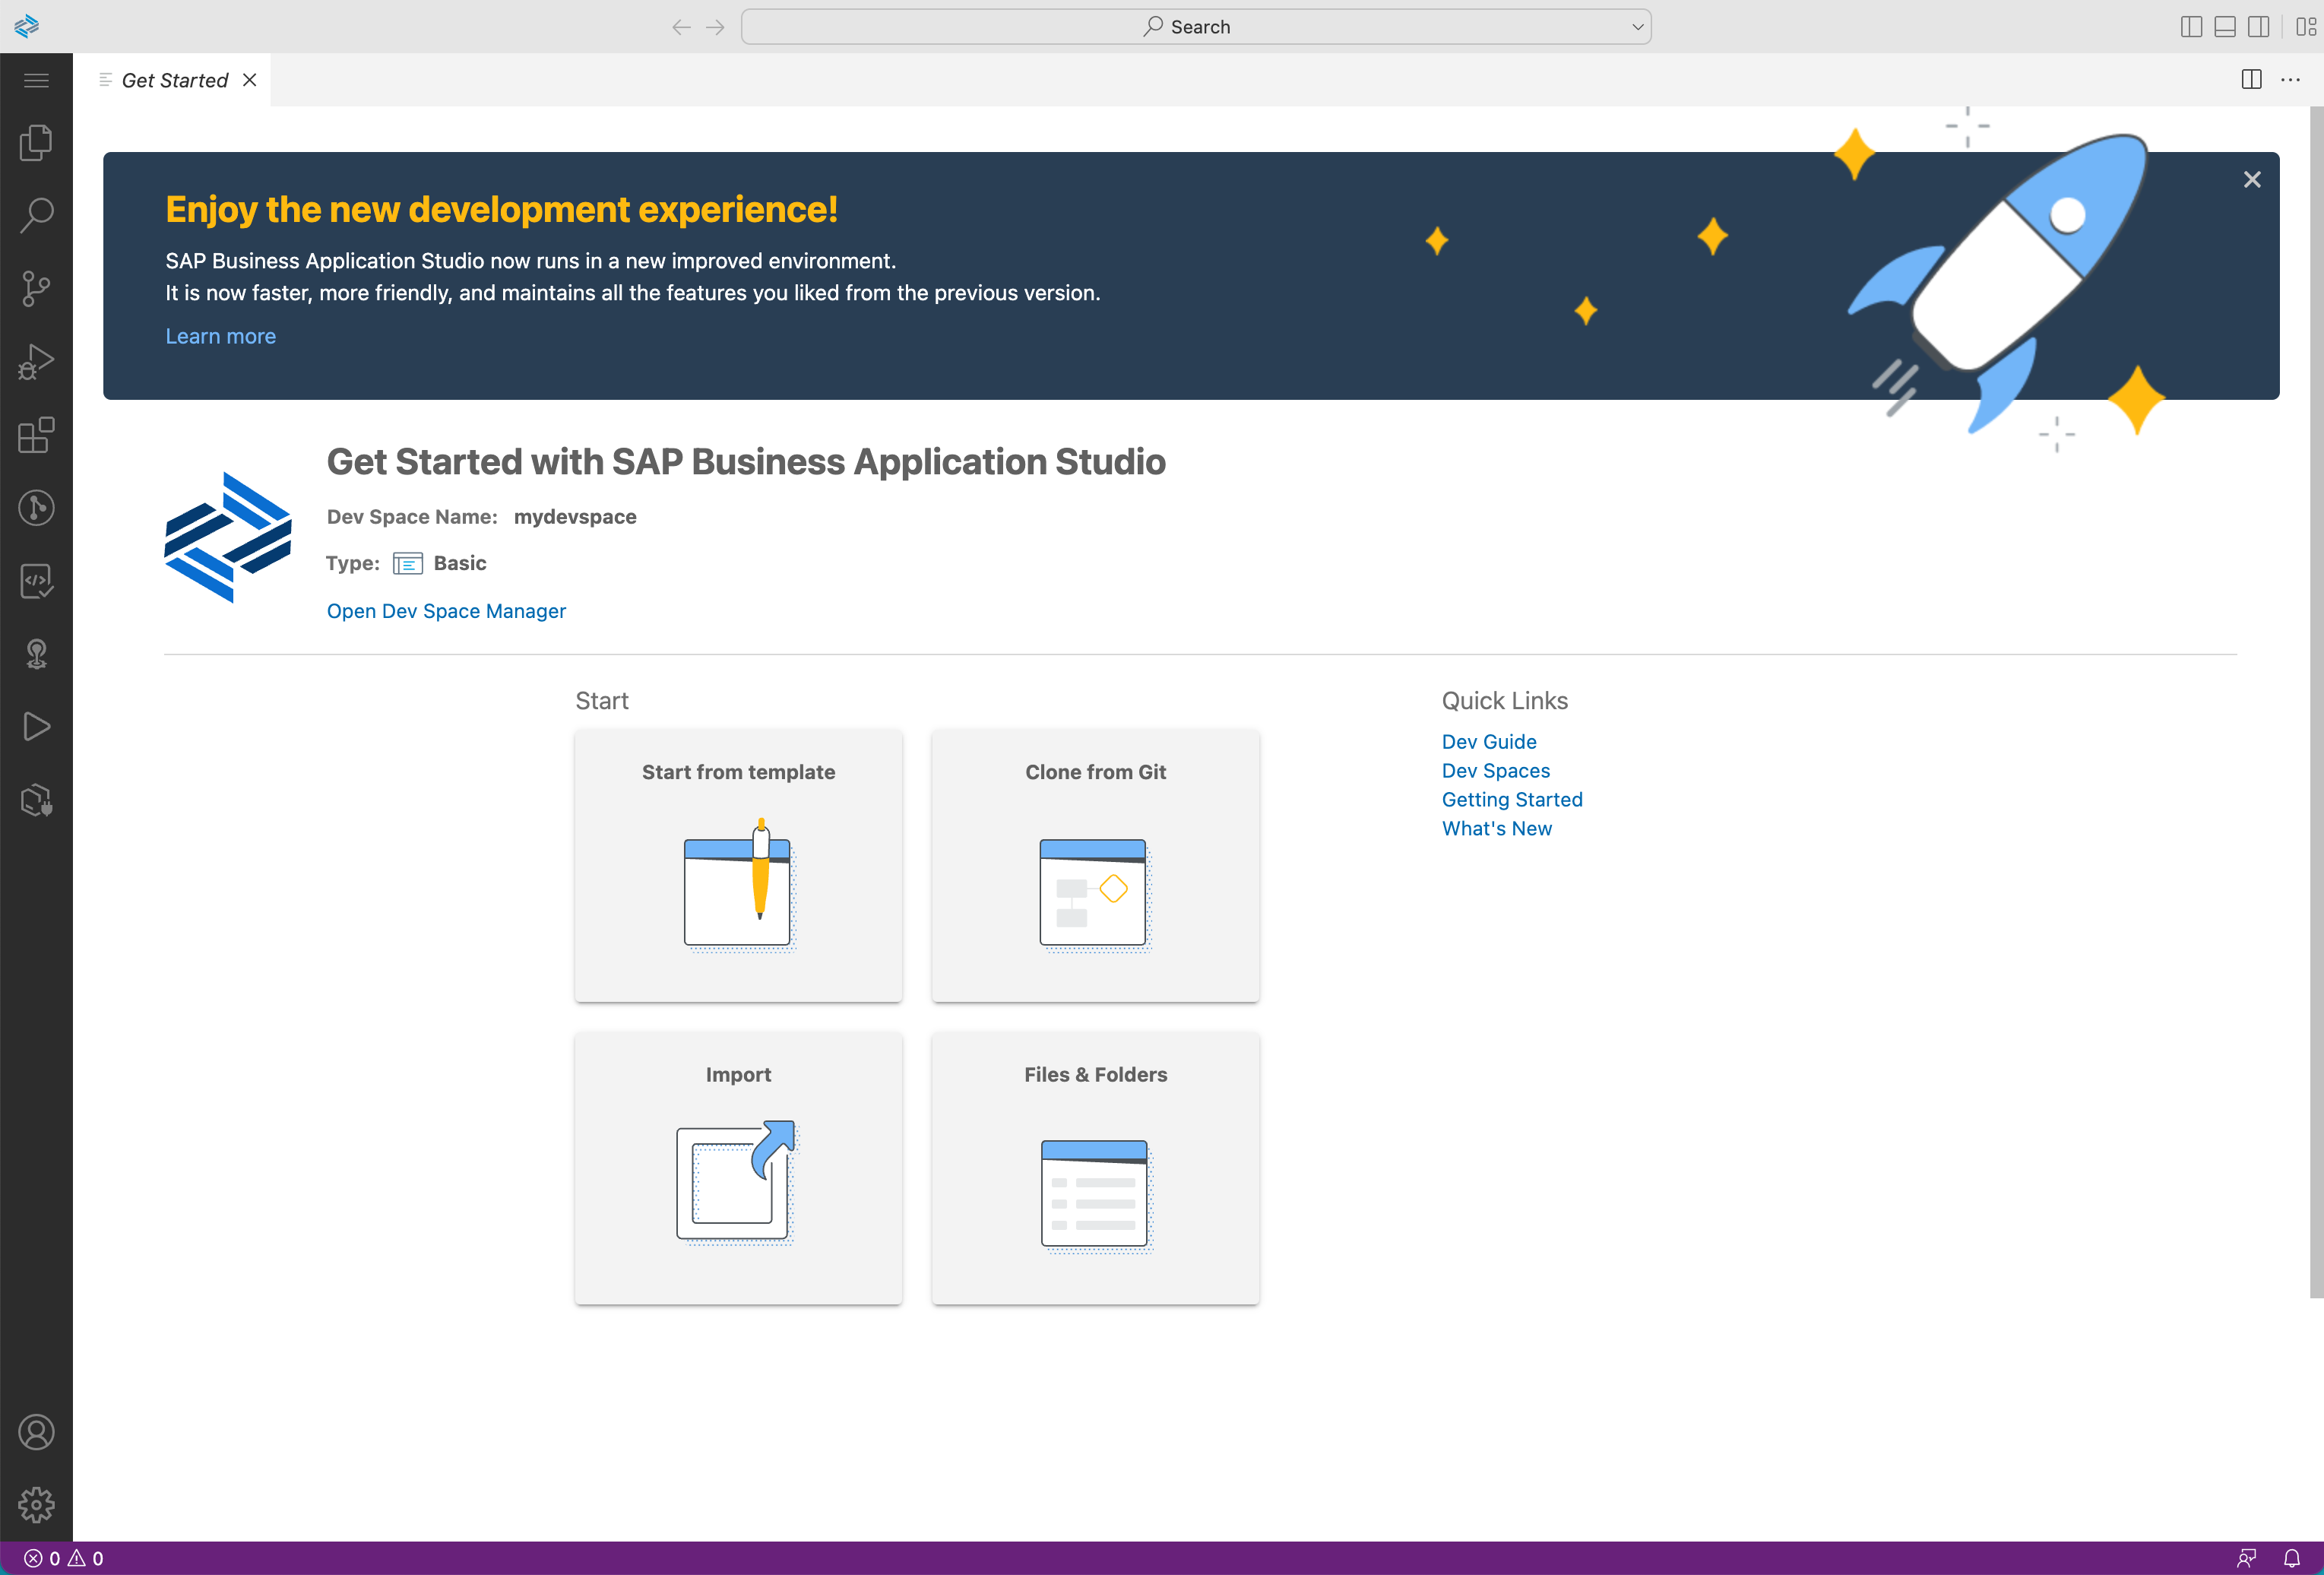 Search
Get Started
Enjoy the new development experience!
SAP Business Application Studio now runs in a new improved environment.
It is now faster, more friendly, and maintains all the features you liked from the previous version.
Learn more
Get Started with SAP Business Application Studio
Dev Space Name: mydevspace
Type: Basic
Open Dev Space Manager
Start
Start from template
Clone from Git
Import
Files & Folders
Quick Links
Dev Guide
Dev Spaces
Getting Started
What's New
0 0